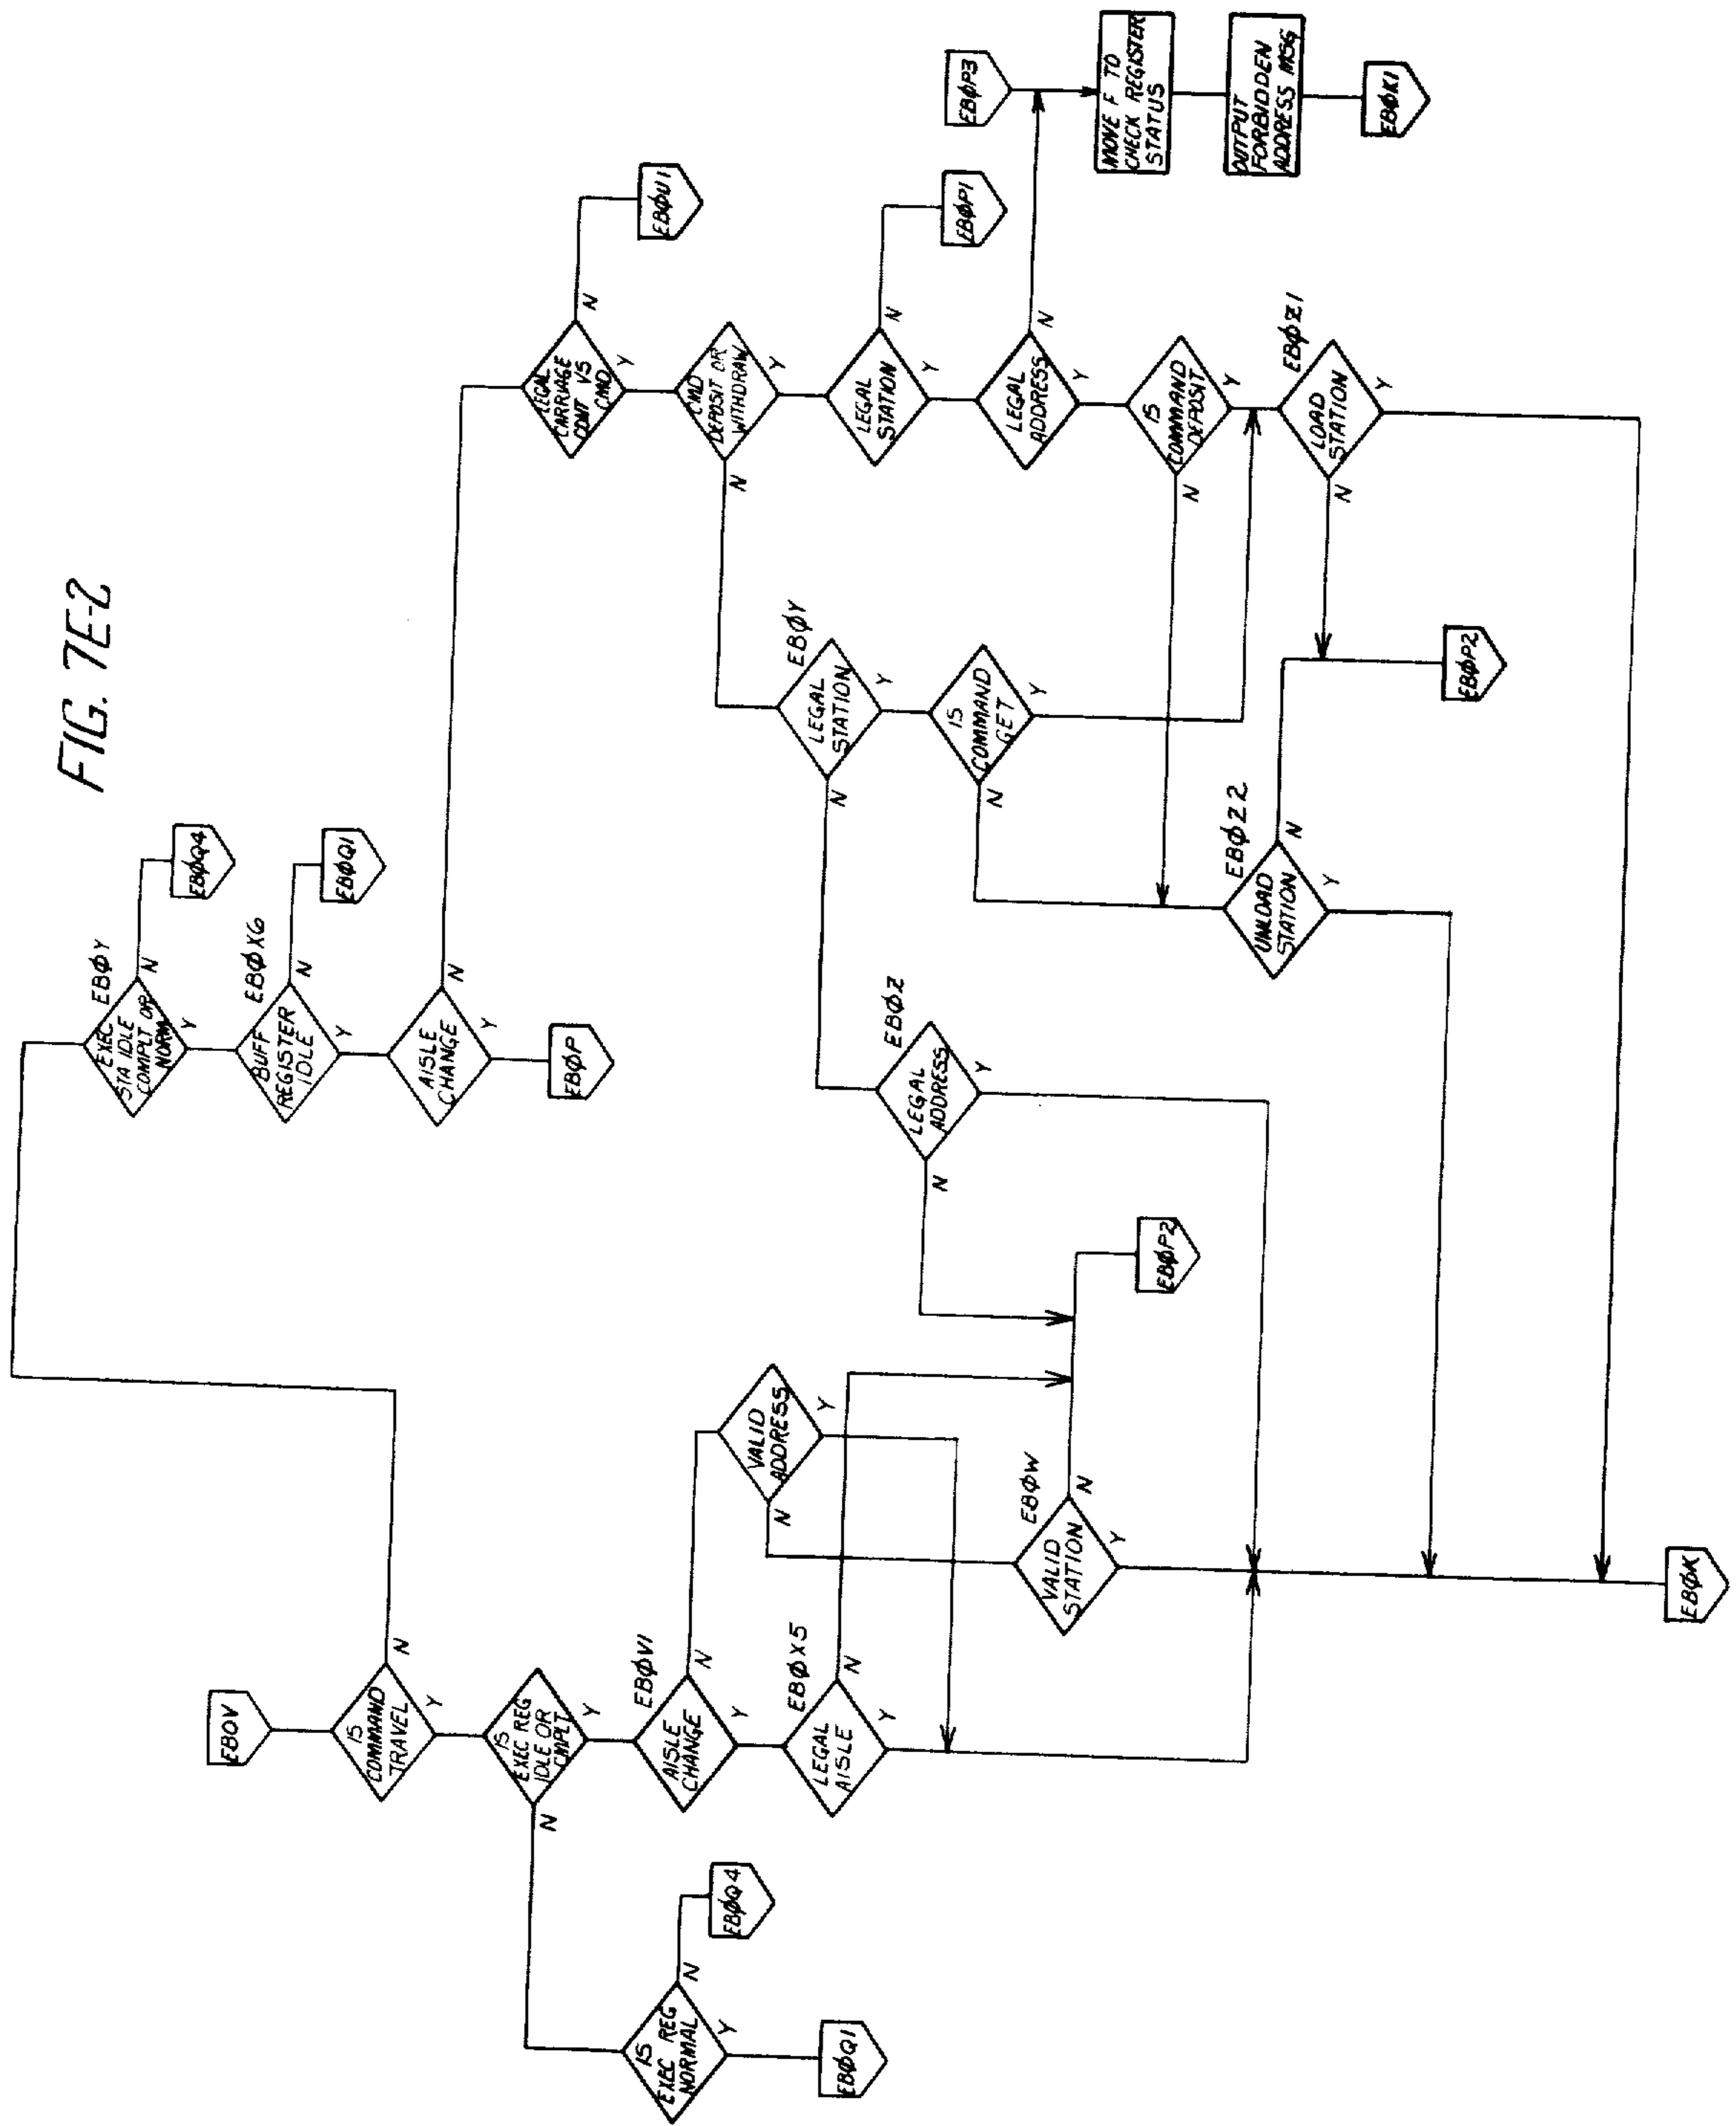 FIG. 7E-2
EBOV
IS
COMMAND
TRAVEL
N
Y
IS
EXEC REG
IDLE OR
CMPLT
N
Y
IS
EXEC REG
NORMAL
N
Y
EBØQ4
EBØQ1
EBØV1
AISLE
CHANGE
N
Y
VALID
ADDRESS
N
Y
EBØX5
LEGAL
AISLE
N
Y
EBØW
VALID
STATION
N
Y
EBØP2
EBØK
EBØY
EXEC
STA IDLE
COMPLT OR
NORM
N
Y
EBØQ4
EBØX6
BUFF
REGISTER
IDLE
N
Y
EBØQ1
AISLE
CHANGE
N
Y
EBØP
LEGAL
CARRIAGE
CONT VS
CMD
N
Y
EBØU1
CMD
DEPOSIT OR
WITHDRAW
N
Y
EBØY
LEGAL
STATION
N
Y
LEGAL
STATION
N
Y
EBØP1
EBØZ
LEGAL
ADDRESS
N
Y
IS
COMMAND
GET
N
Y
LEGAL
ADDRESS
N
Y
EBØP3
MOVE F TO
CHECK REGISTER
STATUS
OUTPUT
FORBIDDEN
ADDRESS MSG
EBØK1
IS
COMMAND
DEPOSIT
N
Y
EBØZ2
UNLOAD
STATION
N
Y
EBØZ1
LOAD
STATION
N
Y
EBØP2